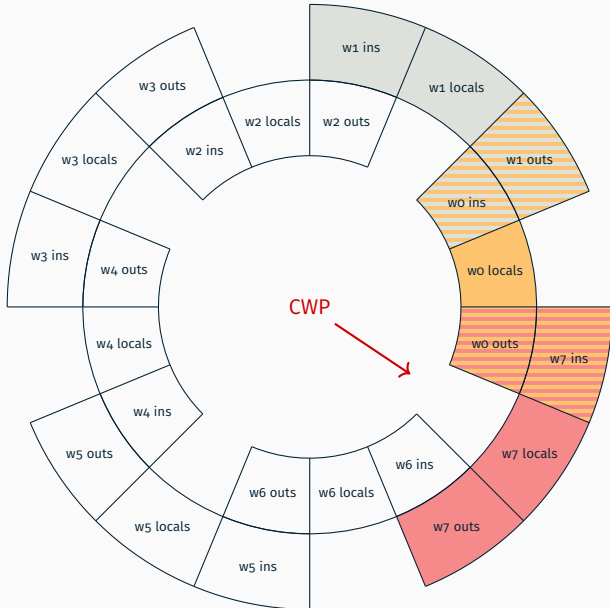 w1 ins
w1 locals
w3 outs
w2 locals
w2 outs
w2 ins
w3 locals
w1 outs
w0 ins
w3 ins
w4 outs
w0 locals
CWP
w4 locals
w0 outs
w7 ins
w4 ins
w5 outs
w7 locals
w6 ins
w6 outs
w6 locals
w5 locals
w7 outs
w5 ins